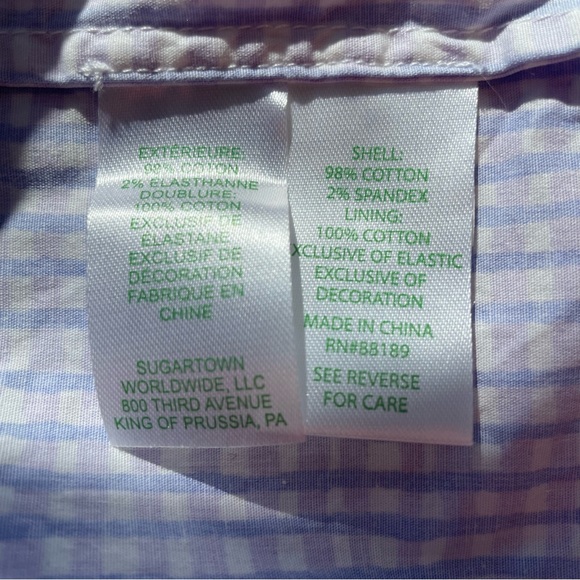 EXTÉRIEURE:
98% COTON
2% ELASTHANNE
DOUBLURE:
100% COTON
EXCLUSIF DE
ÉLASTANE
EXCLUSIF DE
DÉCORATION
FABRIQUE EN
CHINE
SUGARTOWN
WORLDWIDE, LLC
800 THIRD AVENUE
KING OF PRUSSIA, PA
SHELL:
98% COTTON
2% SPANDEX
LINING:
100% COTTON
XCLUSIVE OF ELASTIC
EXCLUSIVE OF
DECORATION
MADE IN CHINA
RN#88189
SEE REVERSE
FOR CARE